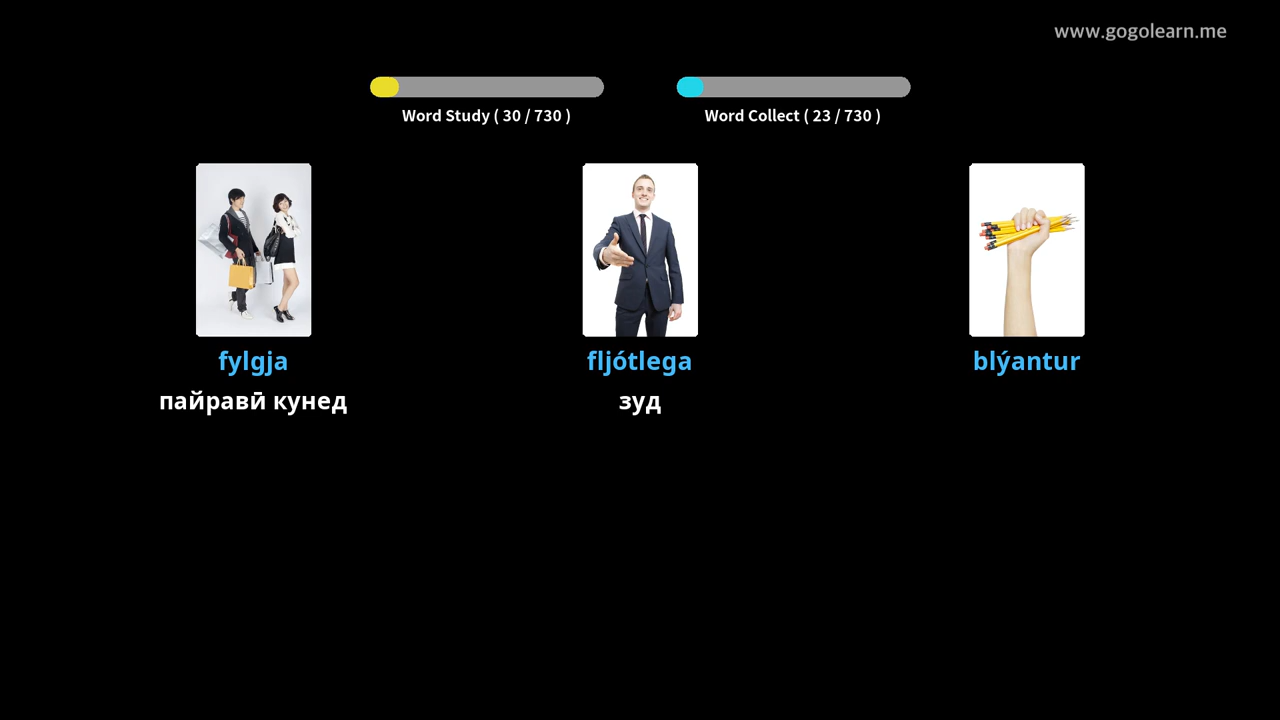 www.gogolearn.me
Word Study ( 30 / 730 )
Word Collect ( 23 / 730 )
fylgja
пайравӣ кунед
fljótlega
зуд
blýantur